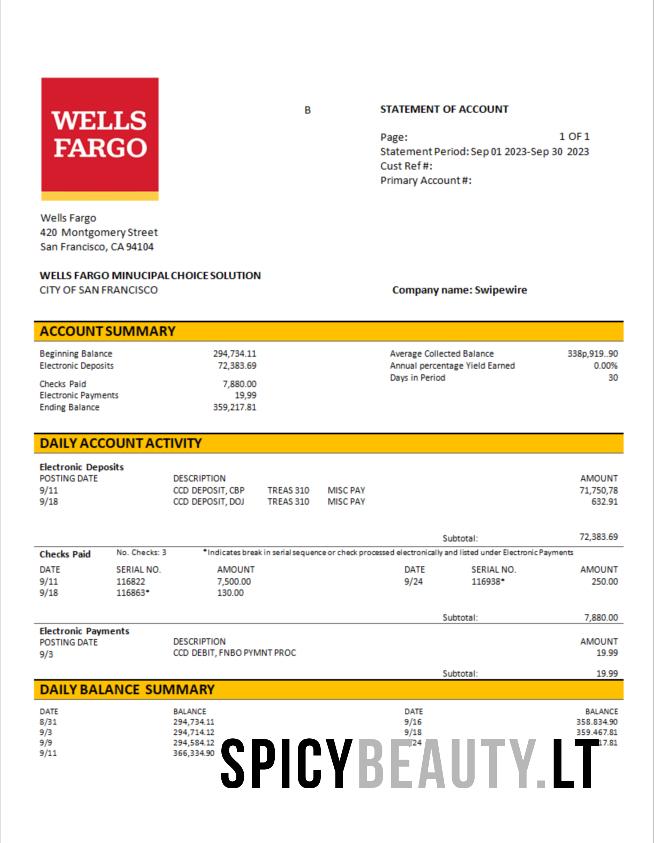 WELLS
FARGO
B
STATEMENT OF ACCOUNT
Page: 1 OF 1
Statement Period: Sep 01 2023-Sep 30 2023
Cust Ref #:
Primary Account #:
Wells Fargo
420 Montgomery Street
San Francisco, CA 94104
WELLS FARGO MINUCIPAL CHOICE SOLUTION
CITY OF SAN FRANCISCO
Company name: Swipewire
ACCOUNT SUMMARY
Beginning Balance 294,734.11 Average Collected Balance 338p,919..90
Electronic Deposits 72,383.69 Annual percentage Yield Earned 0.00%
Days in Period 30
Checks Paid 7,880.00
Electronic Payments 19,99
Ending Balance 359,217.81
DAILY ACCOUNT ACTIVITY
Electronic Deposits
POSTING DATE DESCRIPTION AMOUNT
9/11 CCD DEPOSIT, CBP TREAS 310 MISC PAY 71,750,78
9/18 CCD DEPOSIT, DOJ TREAS 310 MISC PAY 632.91
Subtotal: 72,383.69
Checks Paid No. Checks: 3 *Indicates break in serial sequence or check processed electronically and listed under Electronic Payments
DATE SERIAL NO. AMOUNT DATE SERIAL NO. AMOUNT
9/11 116822 7,500.00 9/24 116938* 250.00
9/18 116863* 130.00
Subtotal: 7,880.00
Electronic Payments
POSTING DATE DESCRIPTION AMOUNT
9/3 CCD DEBIT, FNBO PYMNT PROC 19.99
Subtotal: 19.99
DAILY BALANCE SUMMARY
DATE BALANCE DATE BALANCE
8/31 294,734.11 9/16 358.834.90
9/3 294,714.12 9/18 359.467.81
9/9 294,584.12
9/11 366,334.90
SPICYBEAUTY.LT